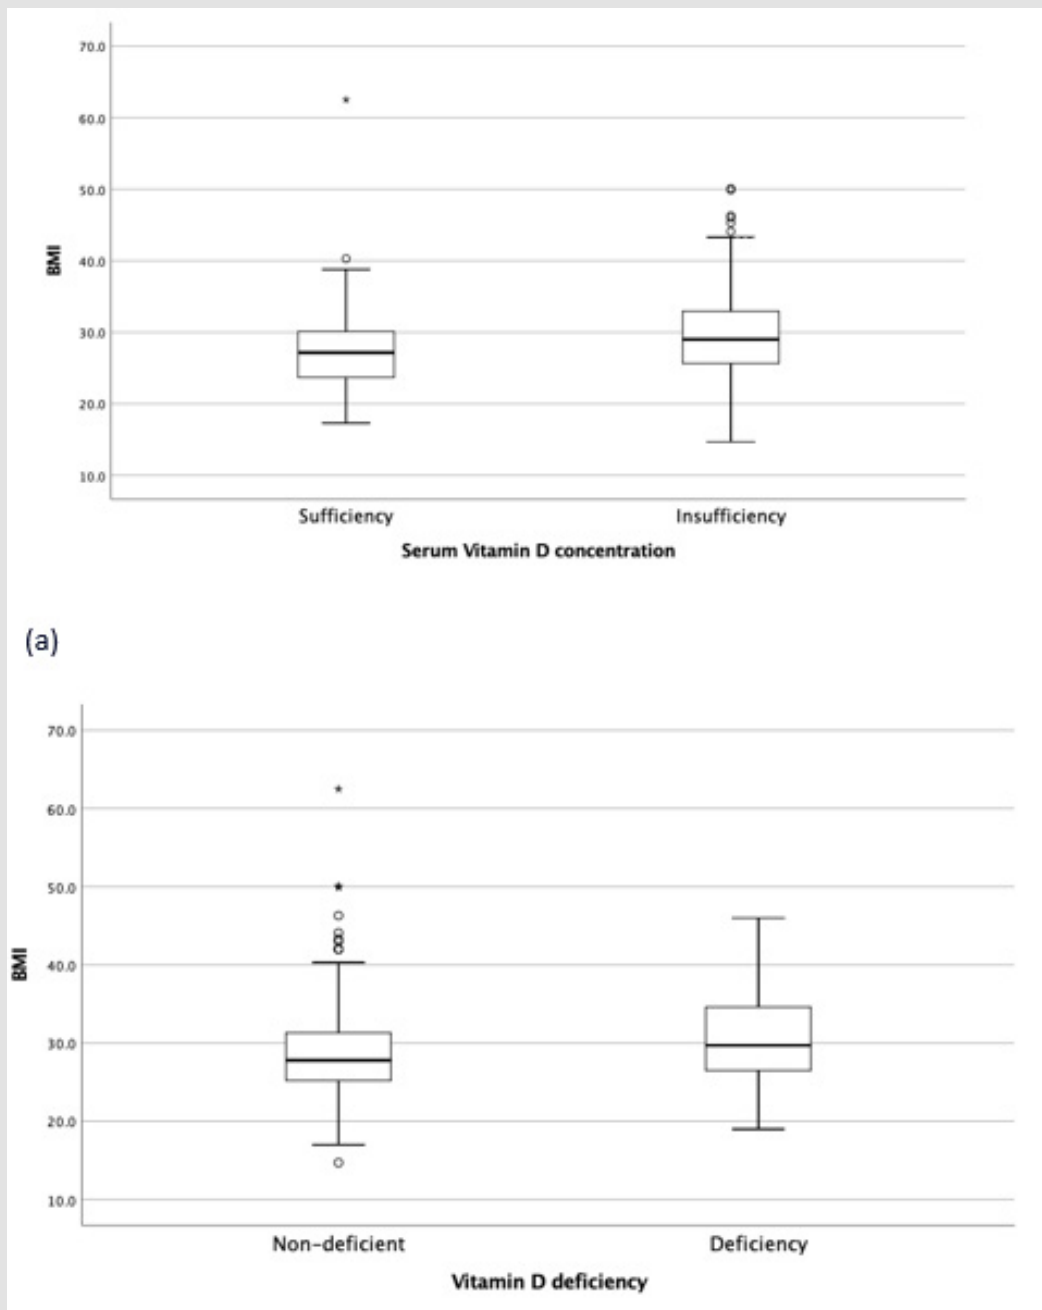 70.0
60.0
50.0
40.0
30.0
20.0
10.0
BMI
Sufficiency Insufficiency
Serum Vitamin D concentration
(a)
70.0
60.0
50.0
40.0
30.0
20.0
10.0
BMI
Non-deficient Deficiency
Vitamin D deficiency